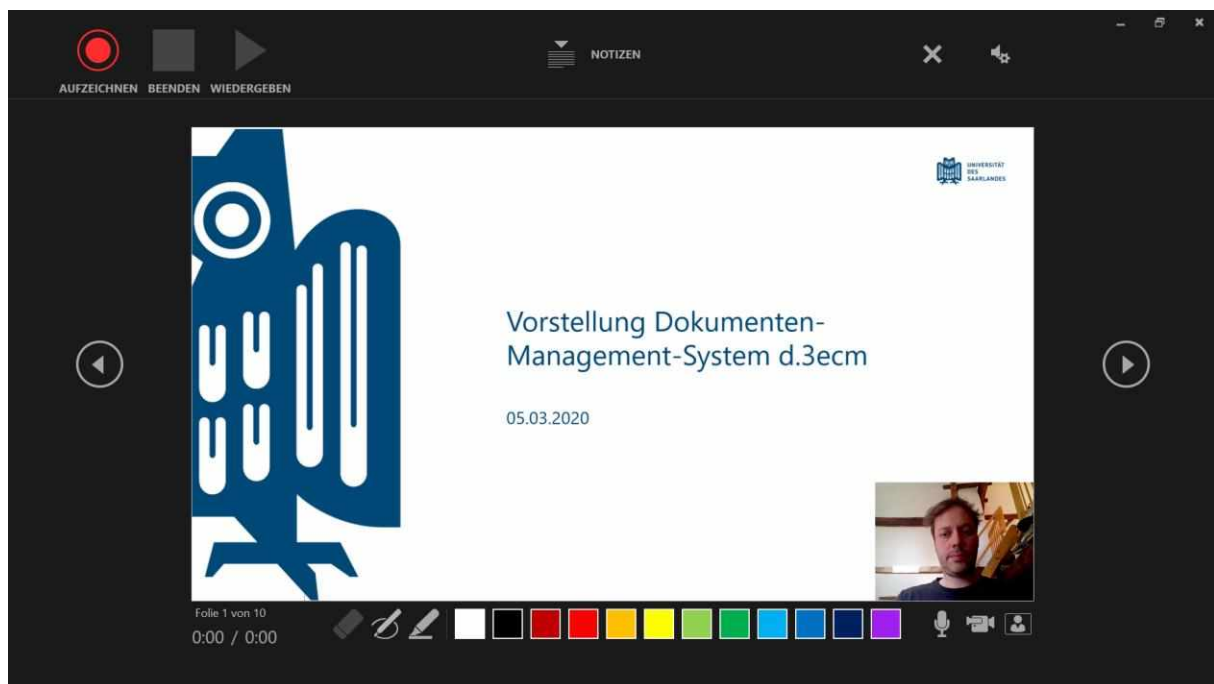 AUFZEICHNEN BEENDEN WIEDERGEBEN
NOTIZEN
UNIVERSITÄT
DES
SAARLANDES
Vorstellung Dokumenten-
Management-System d.3ecm
05.03.2020
Folie 1 von 10
0:00 / 0:00